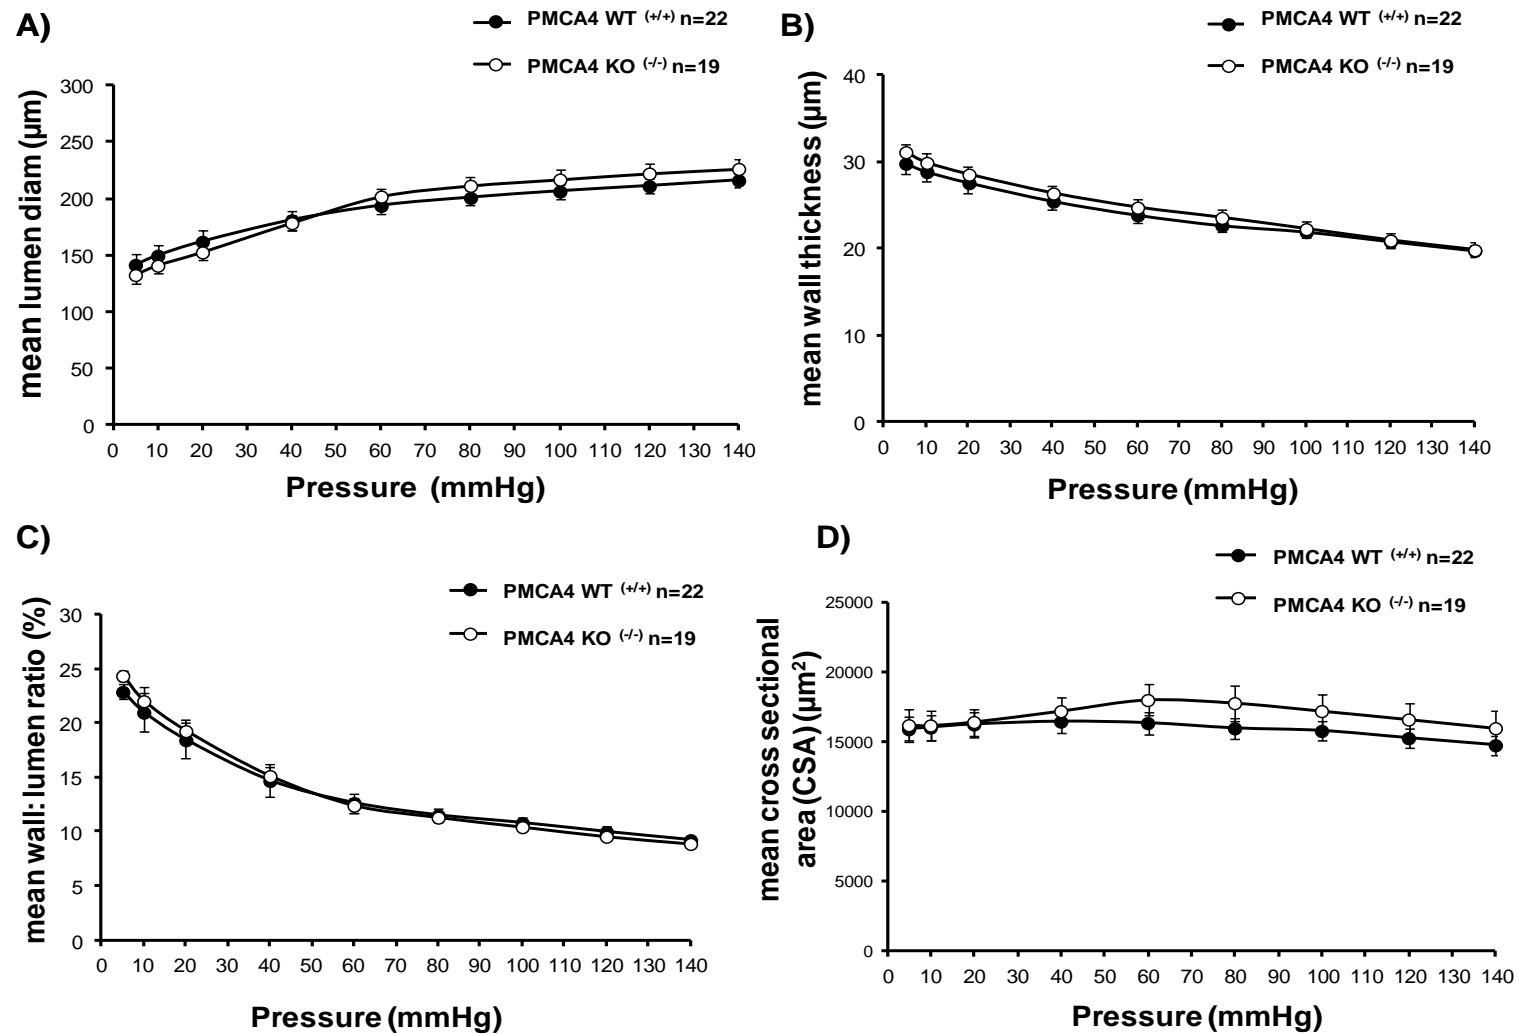 A)
PMCA4 WT (+/+) n=22
PMCA4 KO (-/-) n=19
mean lumen diam (µm)
300
250
200
150
100
50
0
0 10 20 30 40 50 60 70 80 90 100 110 120 130 140
Pressure (mmHg)
B)
PMCA4 WT (+/+) n=22
PMCA4 KO (-/-) n=19
mean wall thickness (µm)
40
30
20
10
0
0 10 20 30 40 50 60 70 80 90 100 110 120 130 140
Pressure (mmHg)
C)
PMCA4 WT (+/+) n=22
PMCA4 KO (-/-) n=19
mean wall: lumen ratio (%)
30
25
20
15
10
5
0
0 10 20 30 40 50 60 70 80 90 100 110 120 130 140
Pressure (mmHg)
D)
PMCA4 WT (+/+) n=22
PMCA4 KO (-/-) n=19
mean cross sectional
area (CSA) (µm²)
25000
20000
15000
10000
5000
0
0 10 20 30 40 50 60 70 80 90 100 110 120 130 140
Pressure (mmHg)